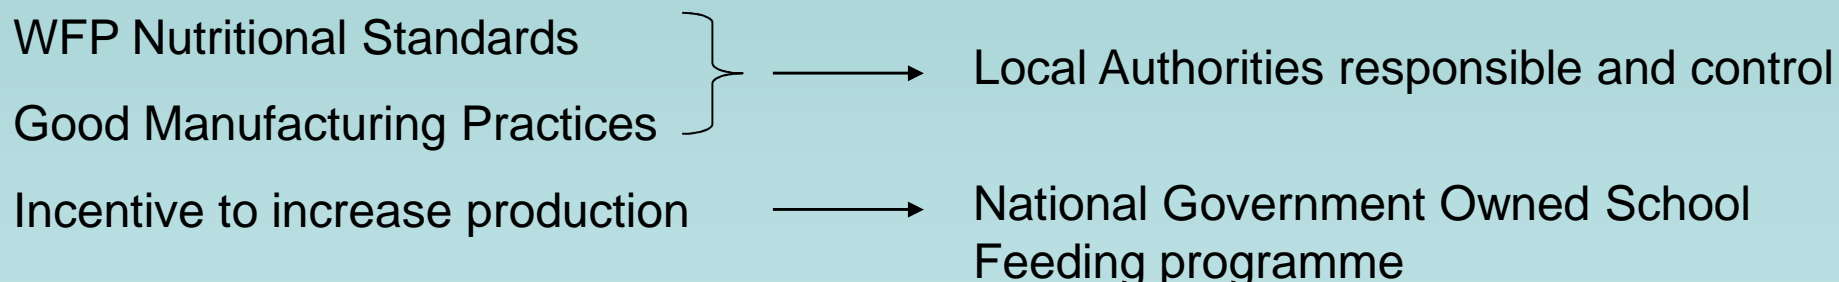 WFP Nutritional Standards
Good Manufacturing Practices
Local Authorities responsible and control
Incentive to increase production
National Government Owned School
Feeding programme